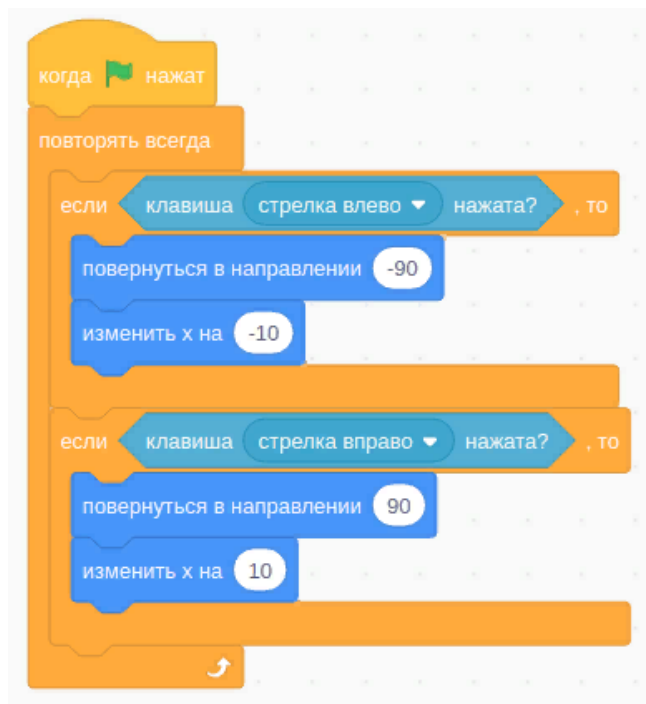 когда нажат
повторять всегда
если клавиша стрелка влево нажата? , то
повернуться в направлении -90
изменить x на -10
если клавиша стрелка вправо нажата? , то
повернуться в направлении 90
изменить x на 10